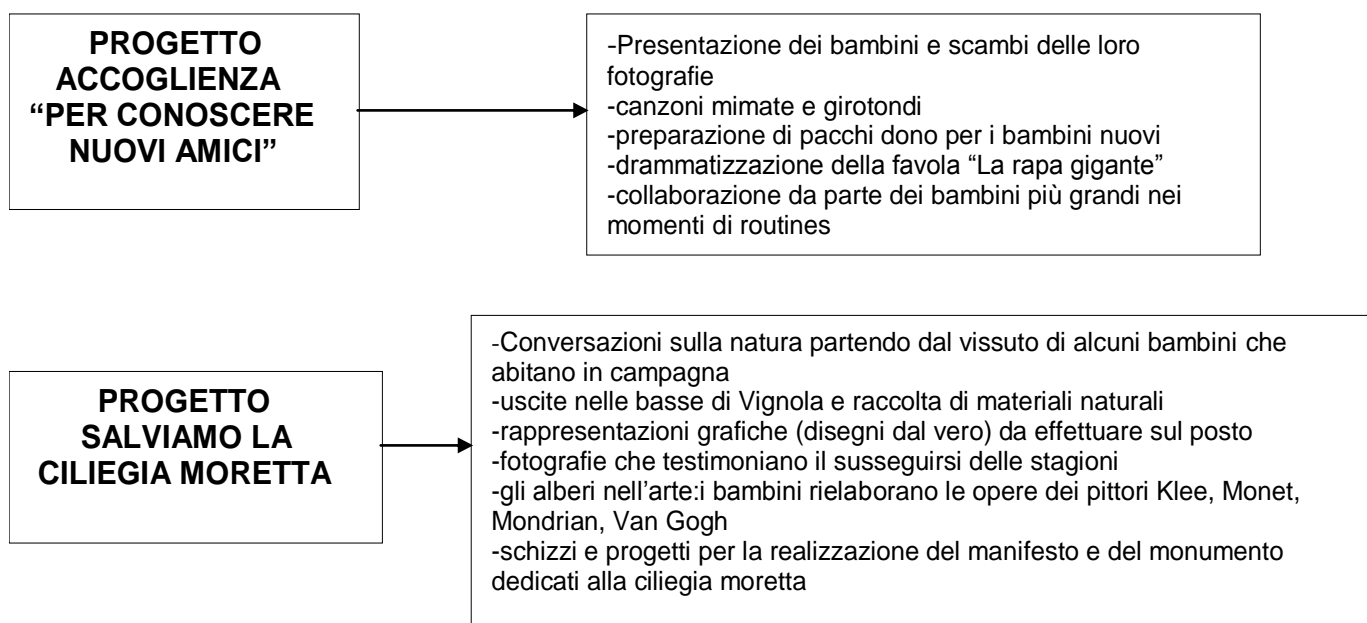 PROGETTO
ACCOGLIENZA
“PER CONOSCERE
NUOVI AMICI”
-Presentazione dei bambini e scambi delle loro
fotografie
-canzoni mimate e girotondi
-preparazione di pacchi dono per i bambini nuovi
-drammatizzazione della favola “La rapa gigante”
-collaborazione da parte dei bambini più grandi nei
momenti di routines
PROGETTO
SALVIAMO LA
CILIEGIA MORETTA
-Conversazioni sulla natura partendo dal vissuto di alcuni bambini che
abitano in campagna
-uscite nelle basse di Vignola e raccolta di materiali naturali
-rappresentazioni grafiche (disegni dal vero) da effettuare sul posto
-fotografie che testimoniano il susseguirsi delle stagioni
-gli alberi nell’arte:i bambini rielaborano le opere dei pittori Klee, Monet,
Mondrian, Van Gogh
-schizzi e progetti per la realizzazione del manifesto e del monumento
dedicati alla ciliegia moretta